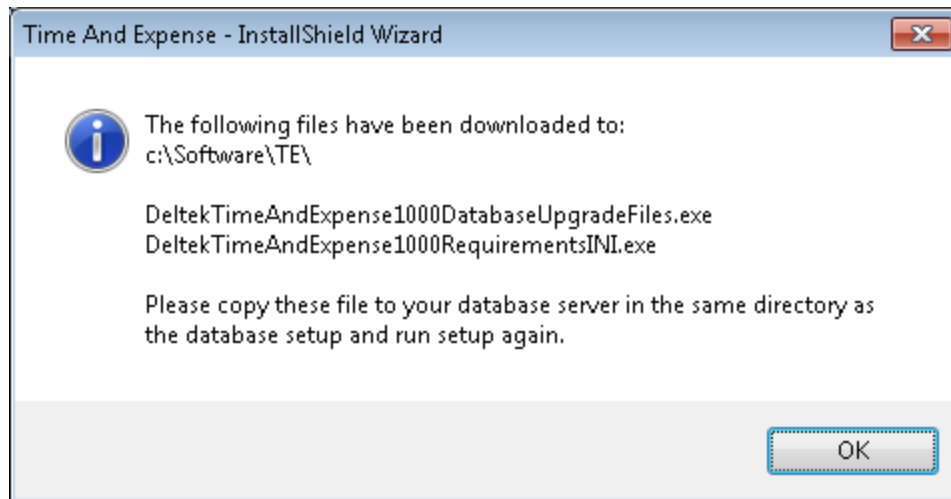 Time And Expense - InstallShield Wizard
The following files have been downloaded to:
c:\Software\TE\
DeltekTimeAndExpense1000DatabaseUpgradeFiles.exe
DeltekTimeAndExpense1000RequirementsINI.exe
Please copy these file to your database server in the same directory as
the database setup and run setup again.
OK